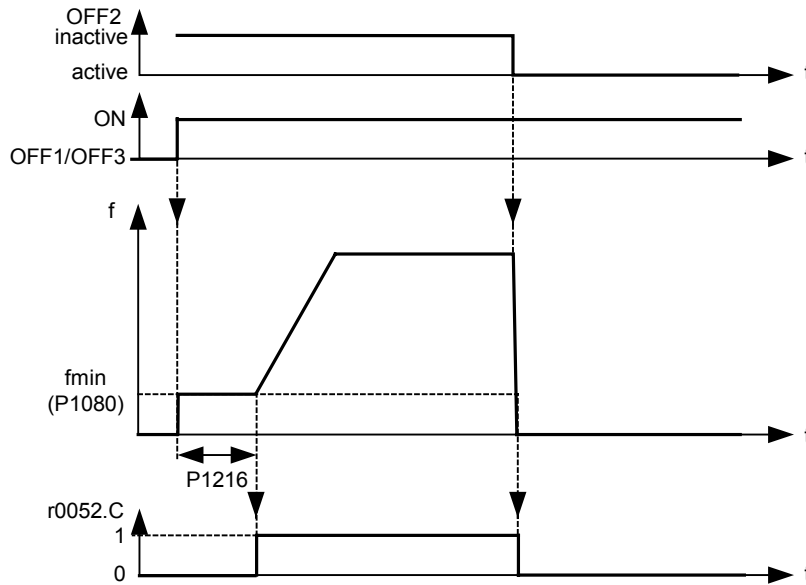 OFF2
inactive
active
t
ON
OFF1/OFF3
t
f
fmin
(P1080)
t
P1216
r0052.C
1
0
t